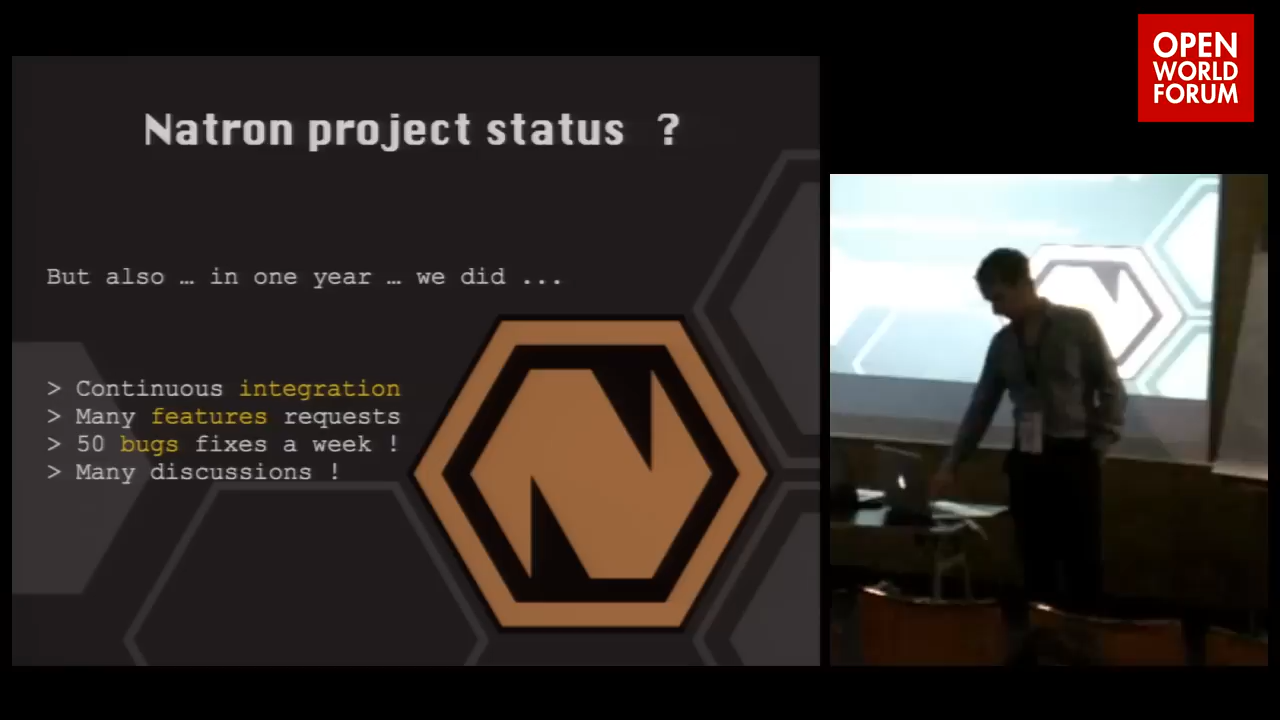 Natron project status ?
But also … in one year … we did ...
> Continuous integration
> Many features requests
> 50 bugs fixes a week !
> Many discussions !
OPEN
WORLD
FORUM